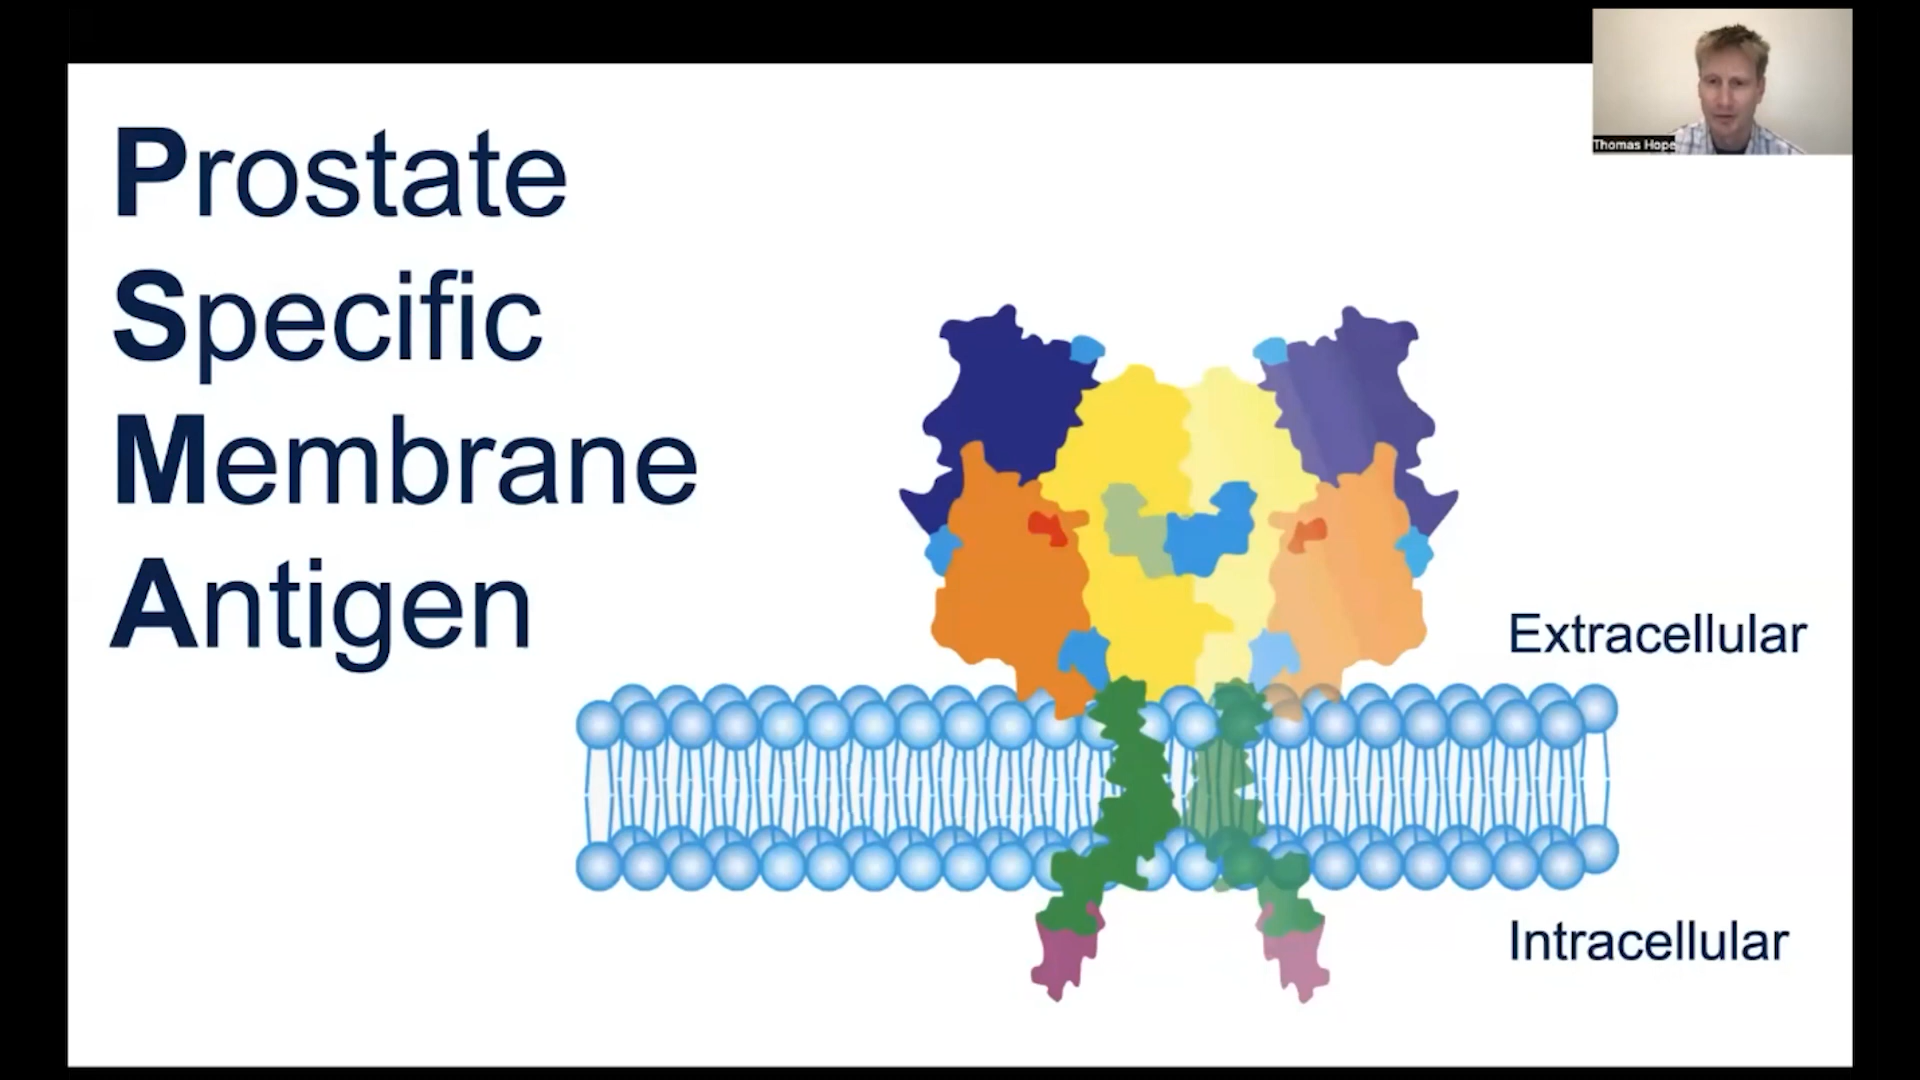 Thomas Hope
Prostate
Specific
Membrane
Antigen
Extracellular
Intracellular